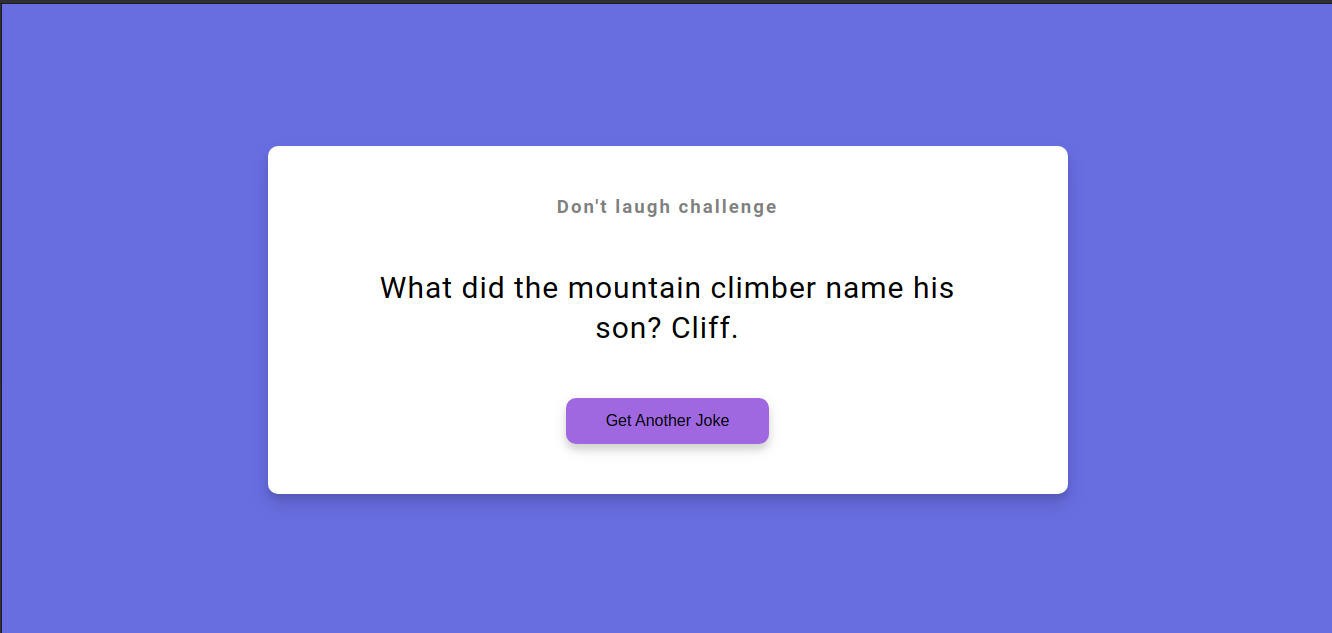 Don't laugh challenge
What did the mountain climber name his
son? Cliff.
Get Another Joke